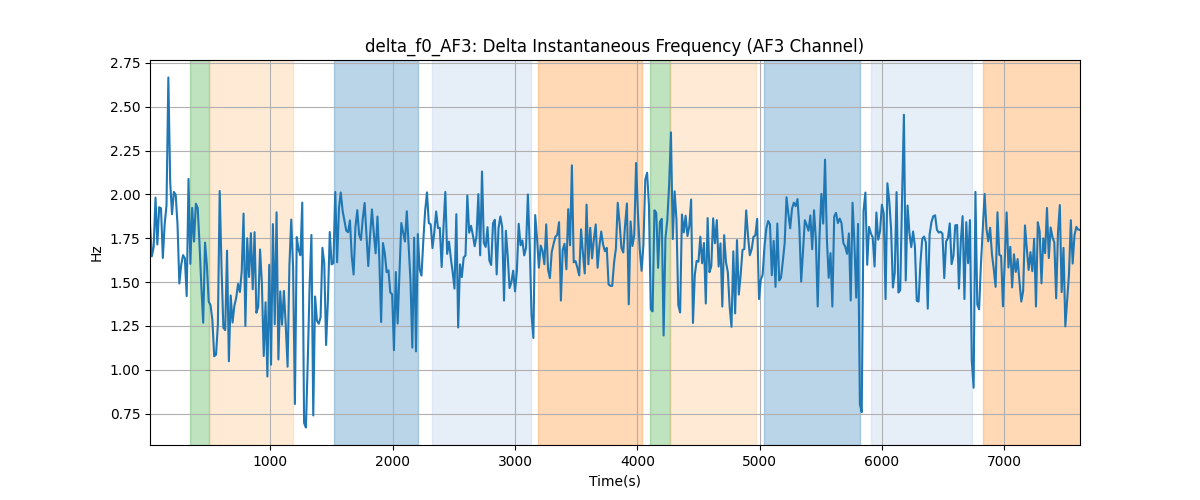 delta_f0_AF3: Delta Instantaneous Frequency (AF3 Channel)
2.75
2.50
2.25
2.00
1.75
1.50
1.25
1.00
0.75
Hz
1000 2000 3000 4000 5000 6000 7000
Time(s)